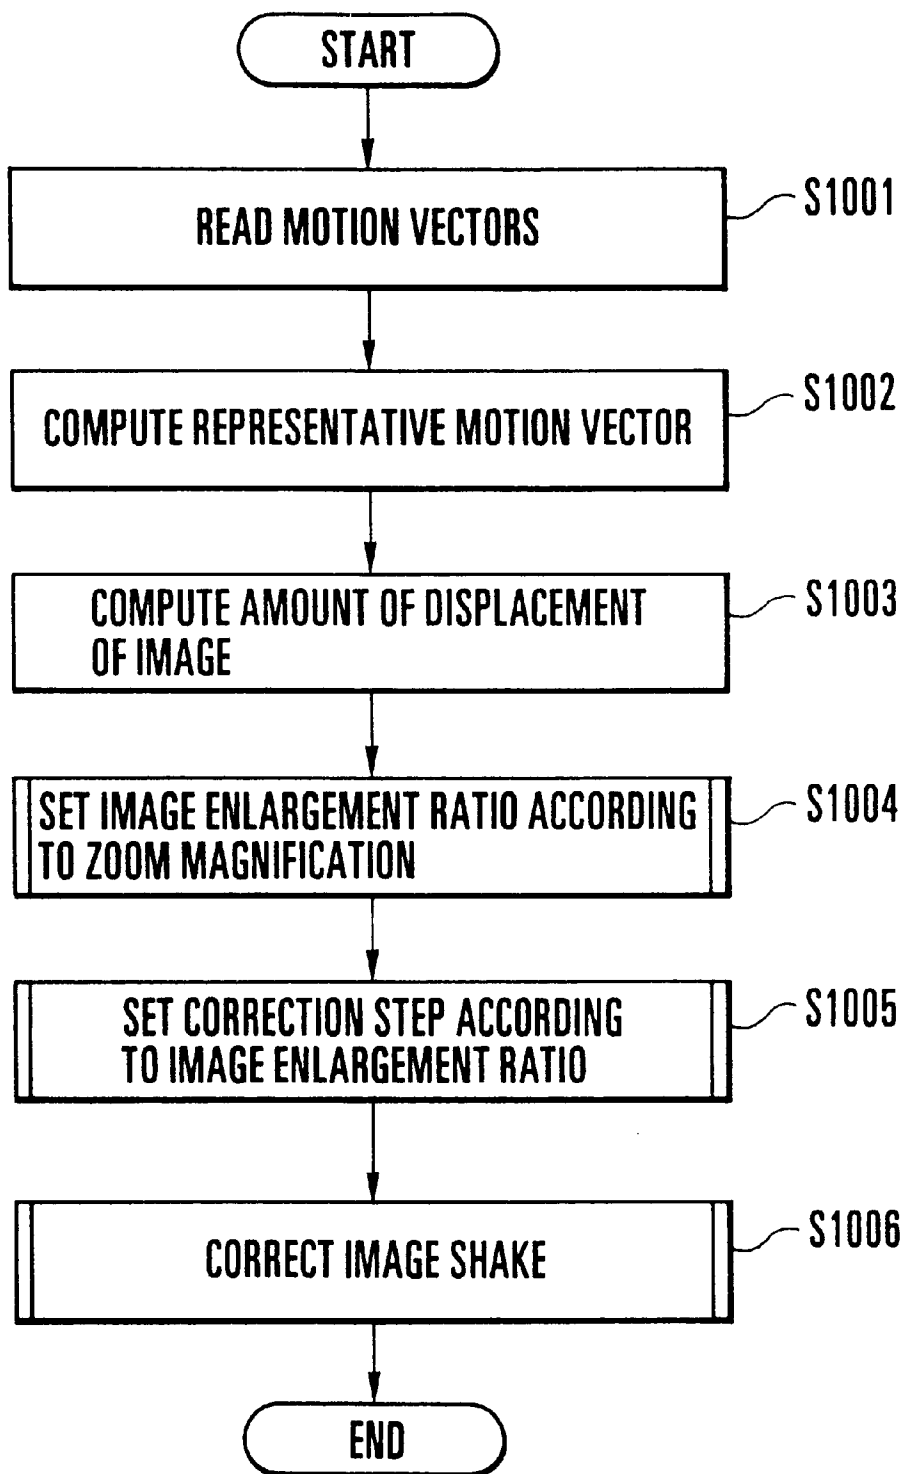 START
READ MOTION VECTORS
S1001
COMPUTE REPRESENTATIVE MOTION VECTOR
S1002
COMPUTE AMOUNT OF DISPLACEMENT
OF IMAGE
S1003
SET IMAGE ENLARGEMENT RATIO ACCORDING
TO ZOOM MAGNIFICATION
S1004
SET CORRECTION STEP ACCORDING
TO IMAGE ENLARGEMENT RATIO
S1005
CORRECT IMAGE SHAKE
S1006
END